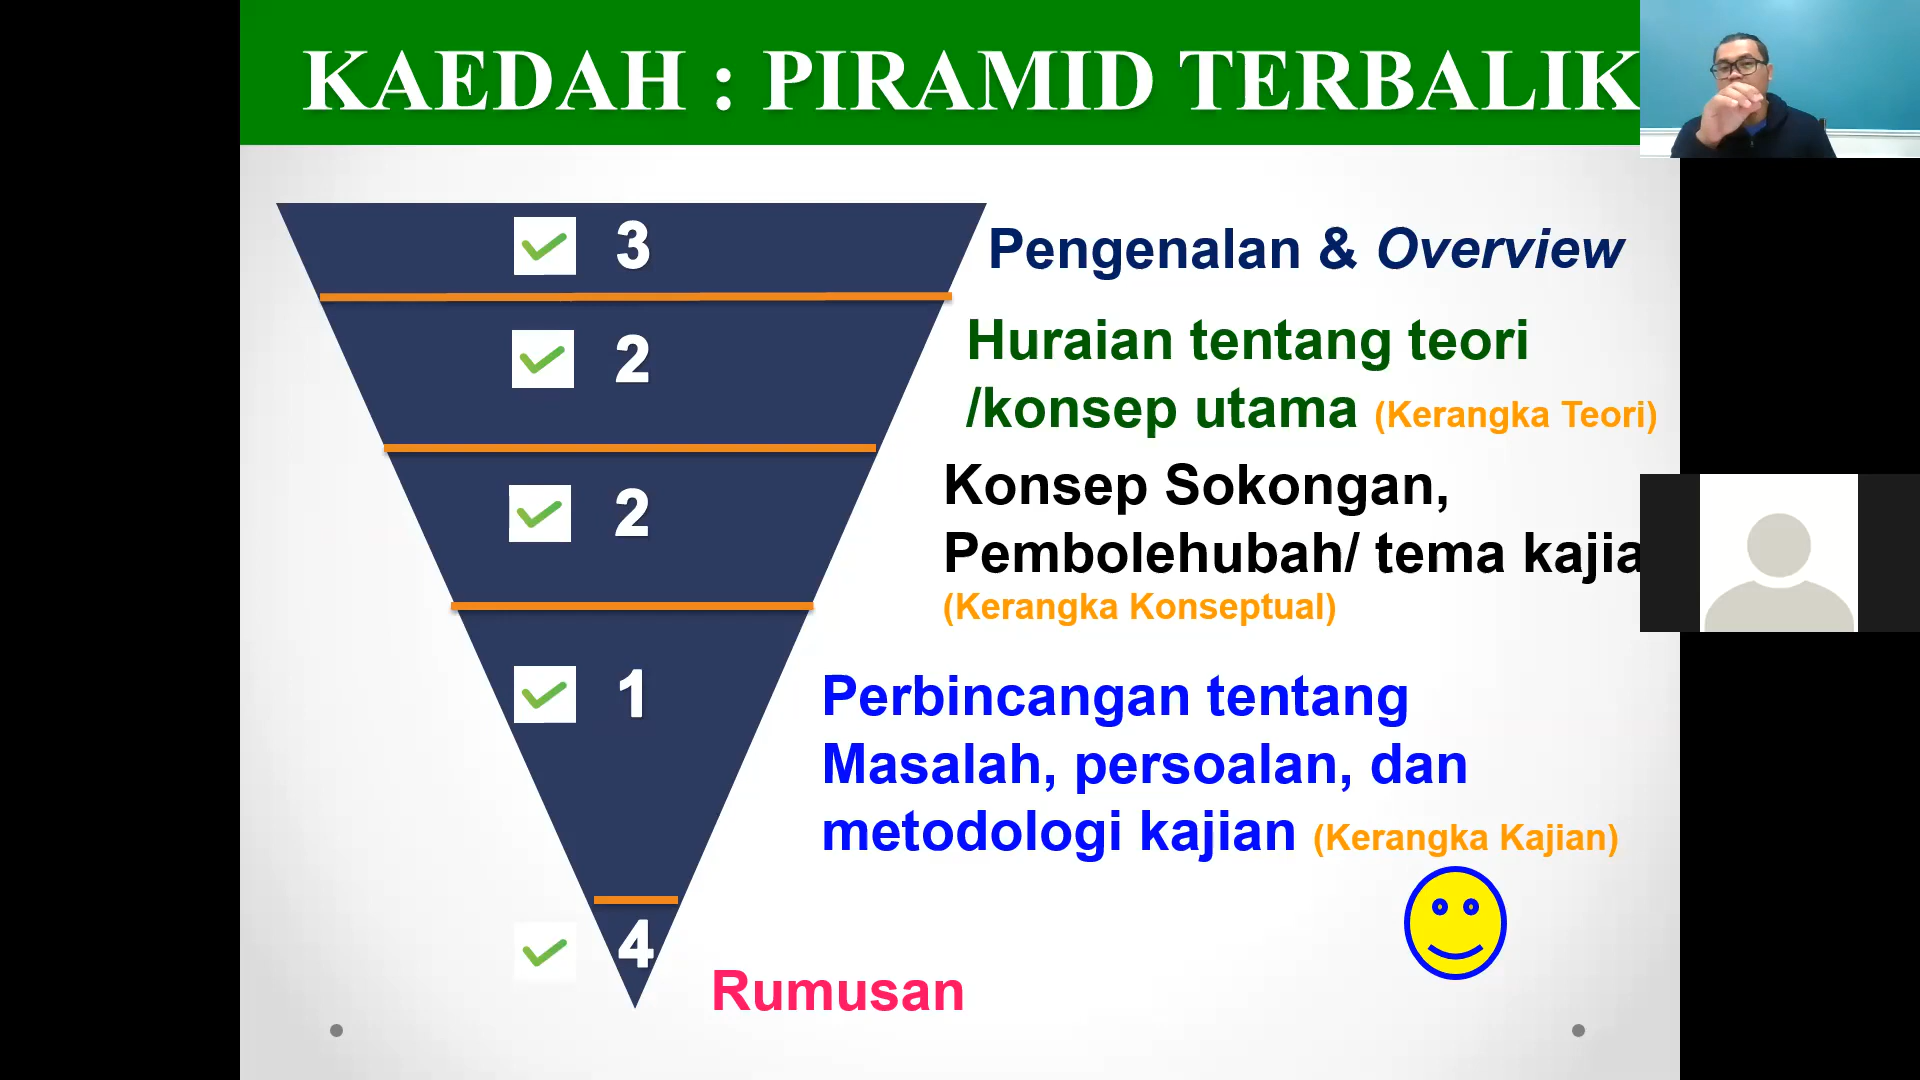 KAEDAH : PIRAMID TERBALIK
3 Pengenalan & Overview
2 Huraian tentang teori
/konsep utama (Kerangka Teori)
2 Konsep Sokongan,
Pembolehubah/ tema kajia
(Kerangka Konseptual)
1 Perbincangan tentang
Masalah, persoalan, dan
metodologi kajian (Kerangka Kajian)
4 Rumusan